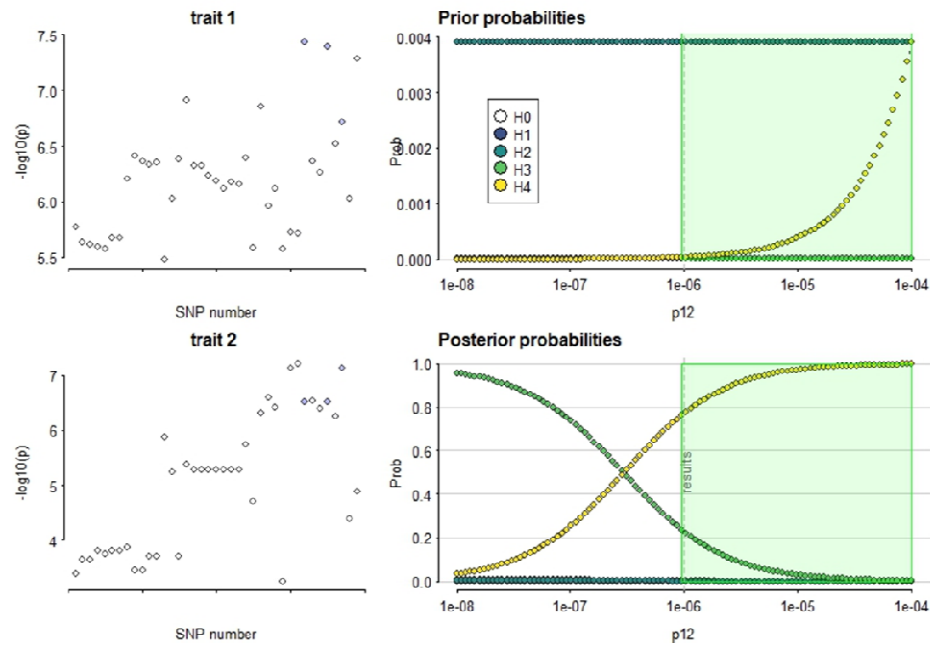 trait 1
7.5
7.0
6.5
6.0
5.5
-log10(p)
SNP number
Prior probabilities
0.004
0.003
0.002
0.001
0.000
Prob
H0
H1
H2
H3
H4
1e-08
1e-07
1e-06
1e-05
1e-04
p12
trait 2
7
6
5
4
-log10(p)
SNP number
Posterior probabilities
1.0
0.8
0.6
0.4
0.2
0.0
Prob
results
1e-08
1e-07
1e-06
1e-05
1e-04
p12